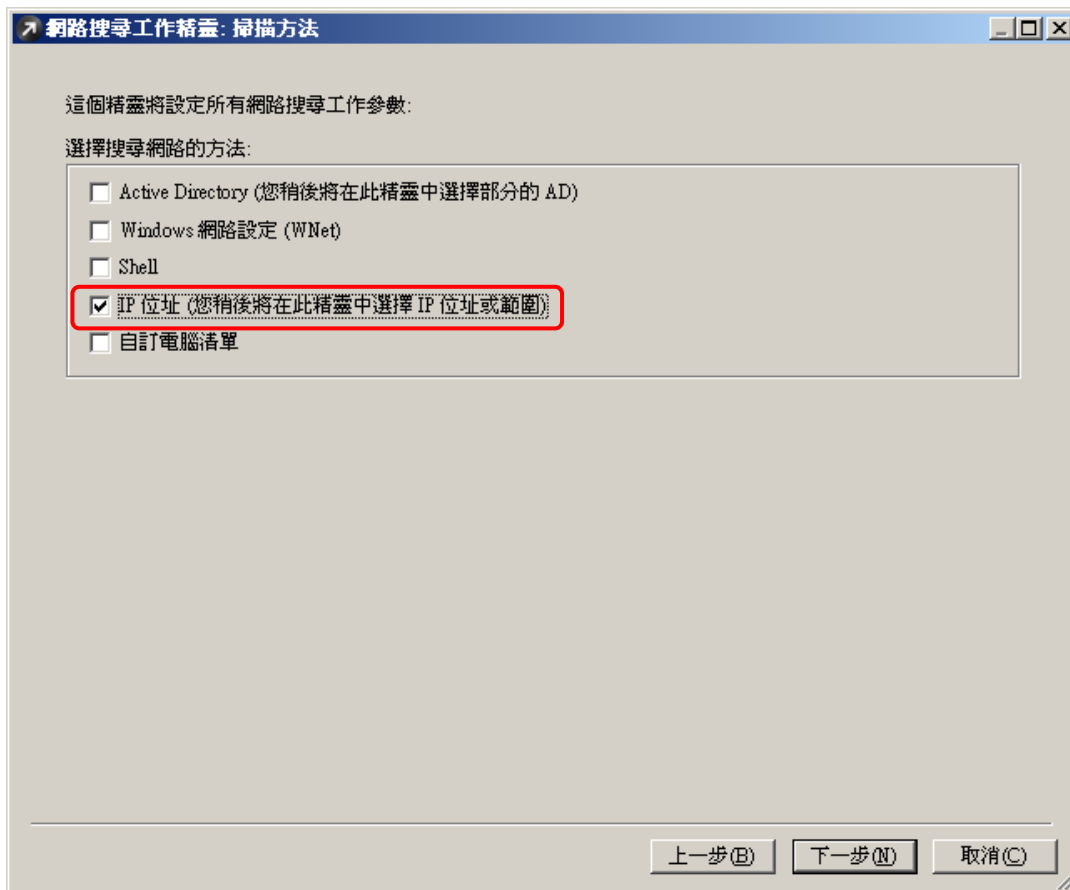 網路搜尋工作精靈: 掃描方法
這個精靈將設定所有網路搜尋工作參數:
選擇搜尋網路的方法:
Active Directory (您稍後將在此精靈中選擇部分的 AD)
Windows 網路設定 (WNet)
Shell
IP 位址 (您稍後將在此精靈中選擇 IP 位址或範圍)
自訂電腦清單
上一步(B) 下一步(N) 取消(C)